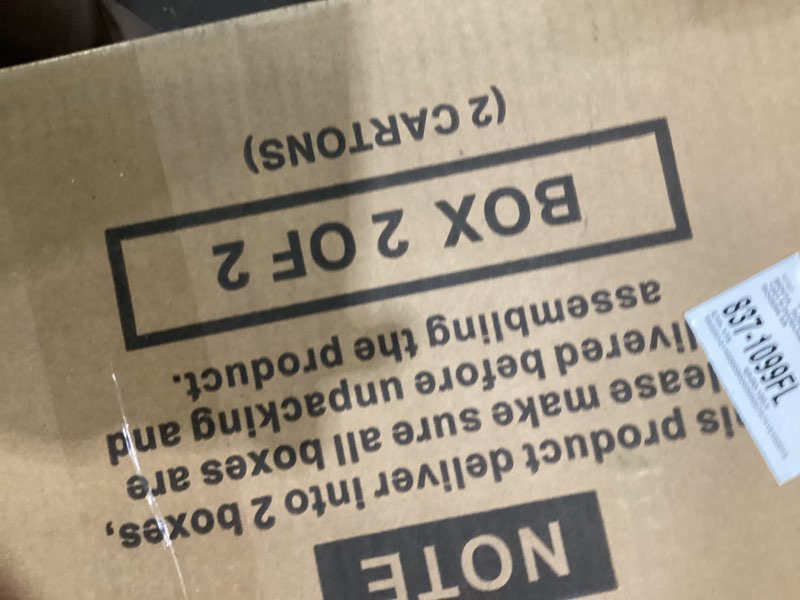 NOTE
is product deliver into 2 boxes,
lease make sure all boxes are
livered before unpacking and
assembling the product.
BOX 2 OF 2
(2 CARTONS)
837-1099FL